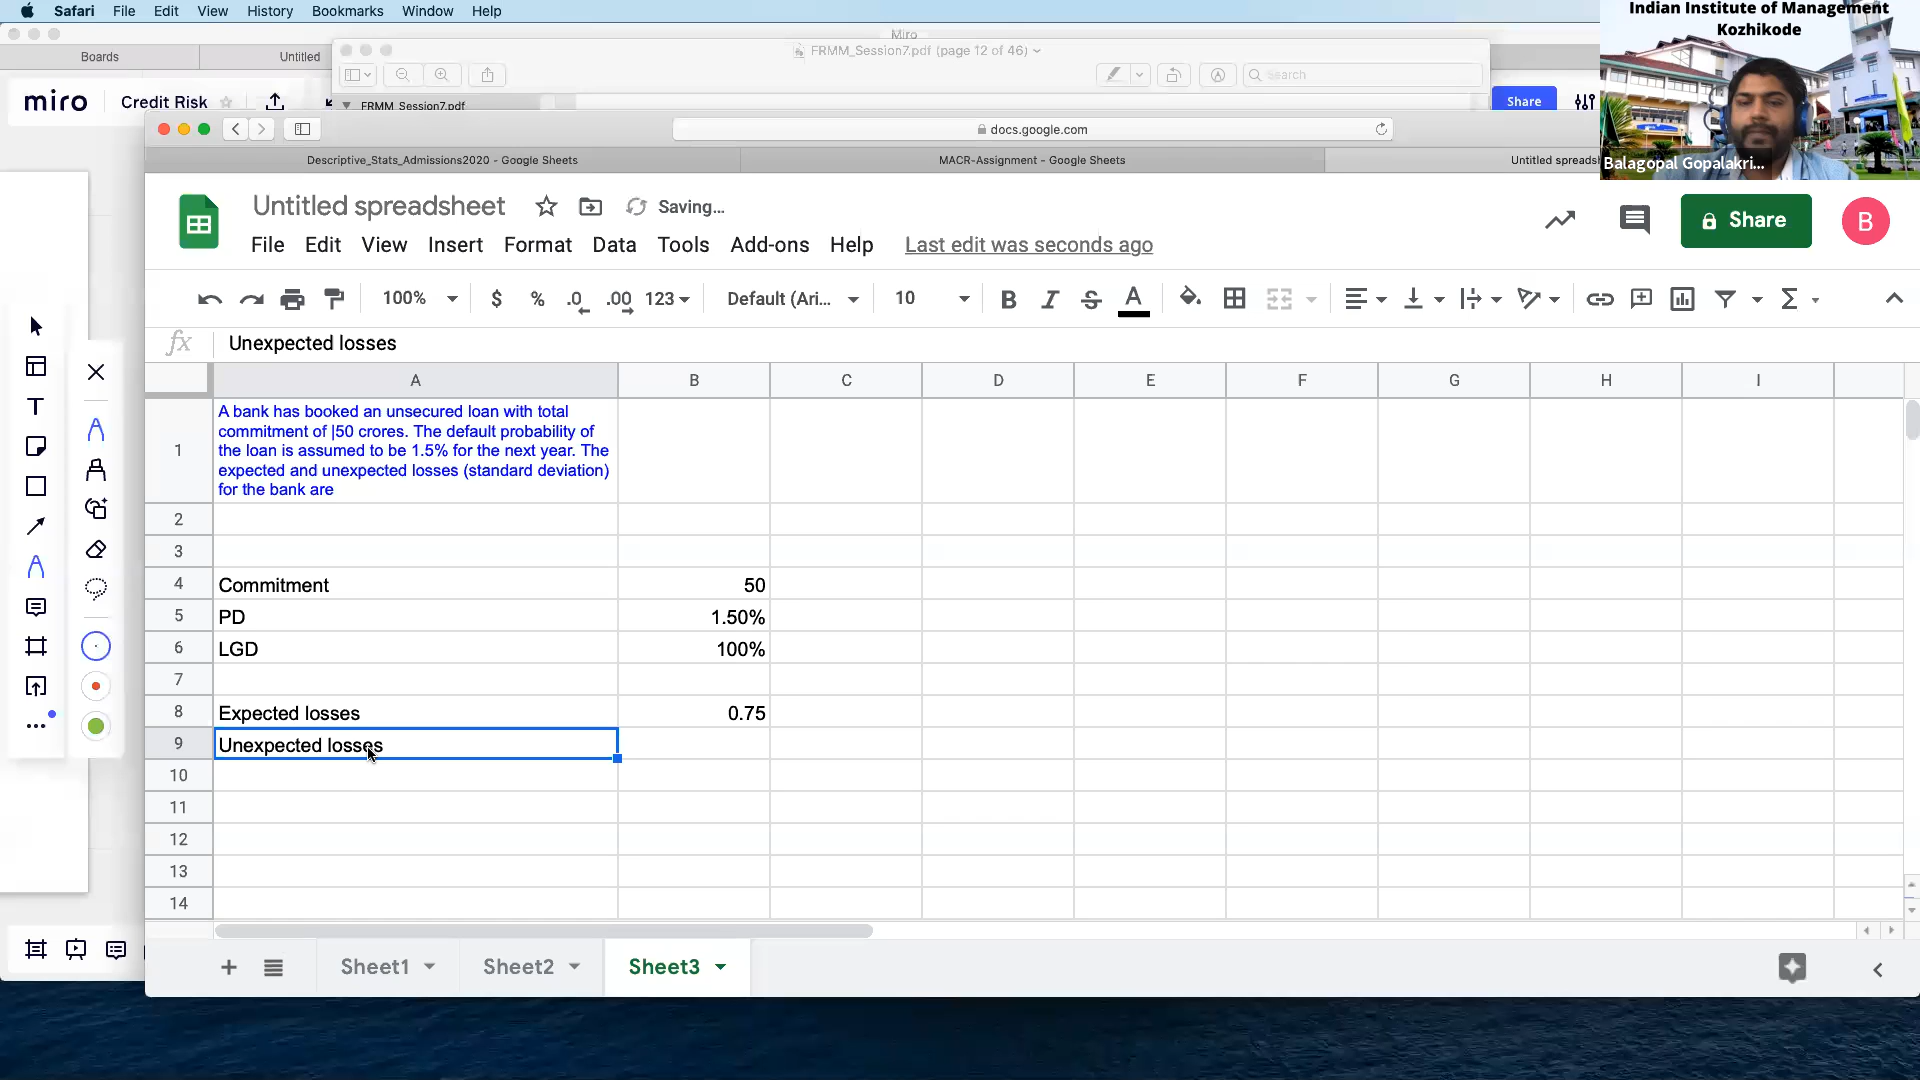 Safari File Edit View History Bookmarks Window Help
Indian Institute of Management
Kozhikode
Balagopal Gopalakri...
Miro
Boards Untitled
FRMM_Session7.pdf (page 12 of 46)
Search
miro Credit Risk
FRMM_Session7.pdf
Share
docs.google.com
Descriptive_Stats_Admissions2020 - Google Sheets MACR-Assignment - Google Sheets Untitled spreadsh
Untitled spreadsheet Saving...
Share B
File Edit View Insert Format Data Tools Add-ons Help Last edit was seconds ago
100% $ % .0 .00 123 Default (Ari... 10 B I S A
fx Unexpected losses
A B C D E F G H I
1 A bank has booked an unsecured loan with total
commitment of |50 crores. The default probability of
the loan is assumed to be 1.5% for the next year. The
expected and unexpected losses (standard deviation)
for the bank are
2
3
4 Commitment 50
5 PD 1.50%
6 LGD 100%
7
8 Expected losses 0.75
9 Unexpected losses
10
11
12
13
14
Sheet1 Sheet2 Sheet3